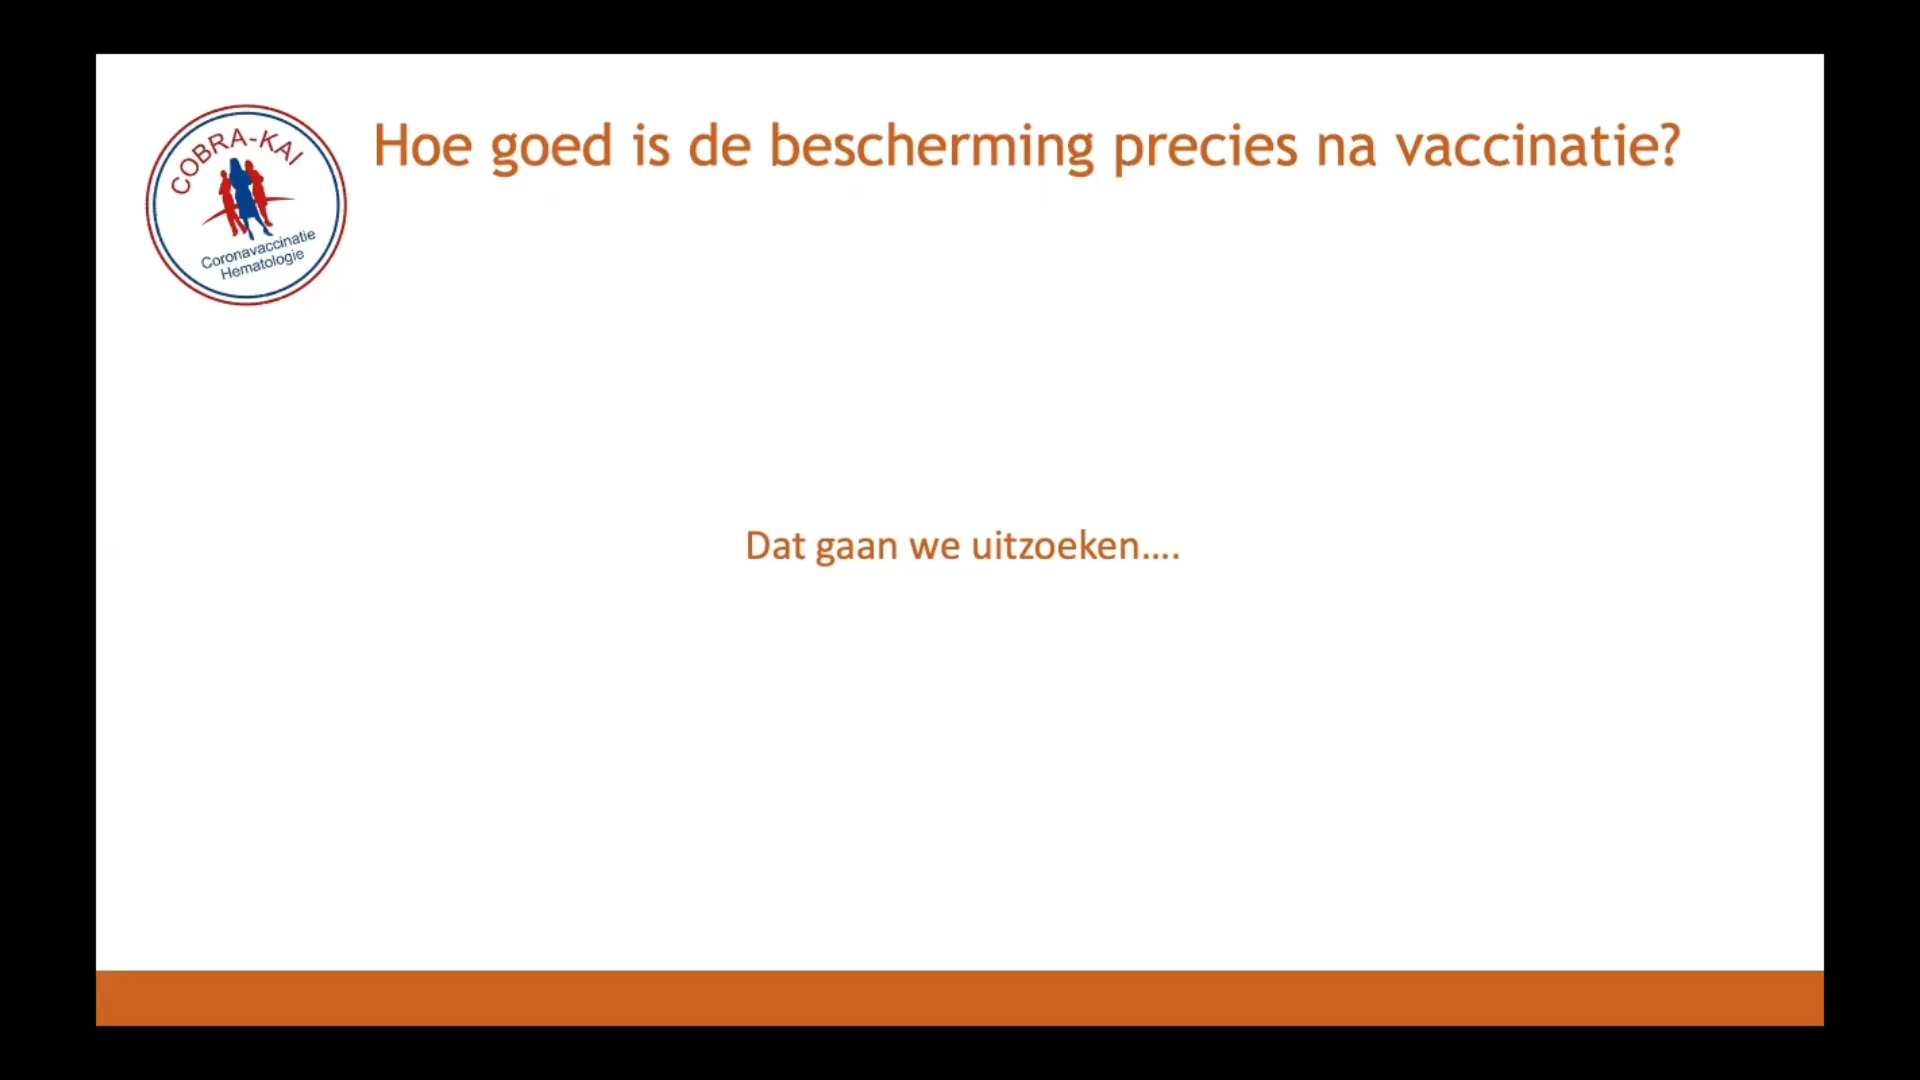 COBRA-KAI
Coronavaccinatie
Hematologie
Hoe goed is de bescherming precies na vaccinatie?
Dat gaan we uitzoeken....